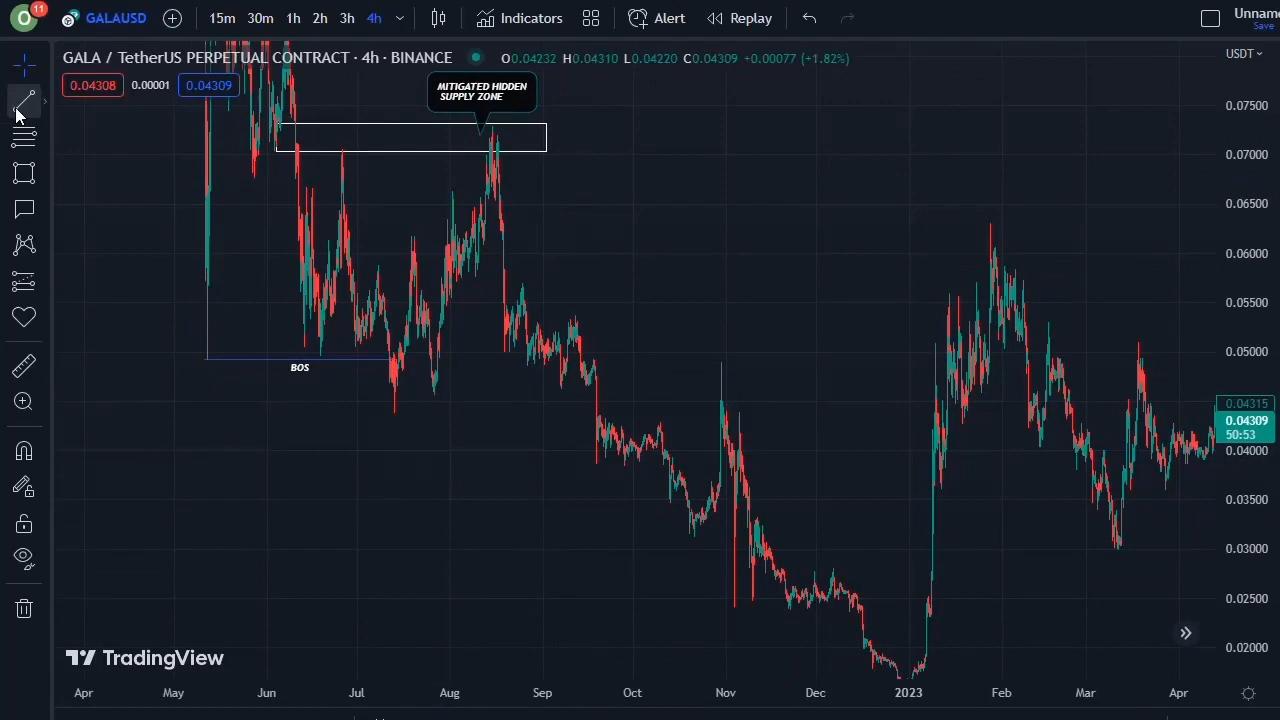 O
11
GALAUSD
15m 30m 1h 2h 3h 4h
Indicators
Alert
Replay
Unnam
Save
GALA / TetherUS PERPETUAL CONTRACT · 4h · BINANCE
O0.04232 H0.04310 L0.04220 C0.04309 +0.00077 (+1.82%)
USDT
0.04308 0.00001 0.04309
MITIGATED HIDDEN
SUPPLY ZONE
0.07500
0.07000
0.06500
0.06000
0.05500
0.05000
BOS
0.04315
0.04309
50:53
0.04000
0.03500
0.03000
0.02500
0.02000
TradingView
Apr May Jun Jul Aug Sep Oct Nov Dec 2023 Feb Mar Apr